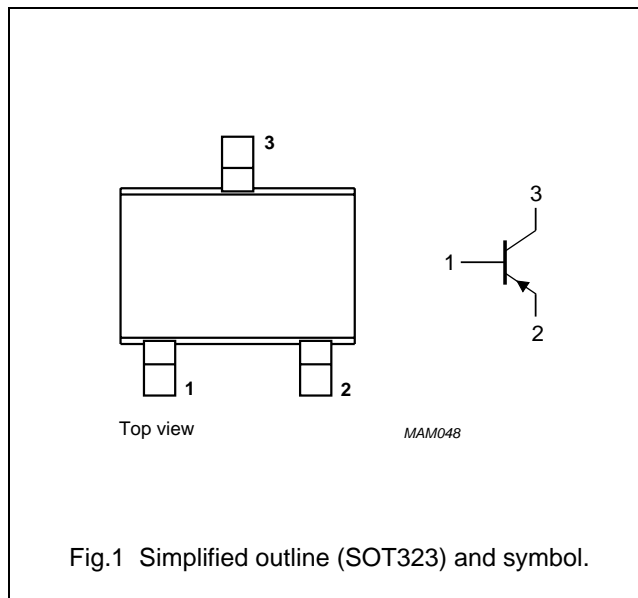 3
3
1
2
1
2
Top view
MAM048
Fig.1 Simplified outline (SOT323) and symbol.